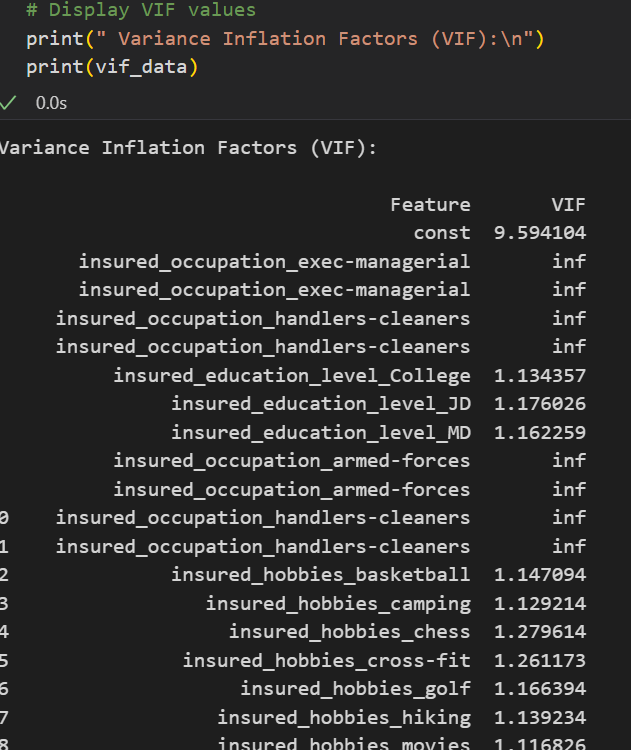 # Display VIF values
print(" Variance Inflation Factors (VIF):\n")
print(vif_data)
0.0s
Variance Inflation Factors (VIF):
Feature VIF
const 9.594104
insured_occupation_exec-managerial inf
insured_occupation_exec-managerial inf
insured_occupation_handlers-cleaners inf
insured_occupation_handlers-cleaners inf
insured_education_level_College 1.134357
insured_education_level_JD 1.176026
insured_education_level_MD 1.162259
insured_occupation_armed-forces inf
insured_occupation_armed-forces inf
0 insured_occupation_handlers-cleaners inf
1 insured_occupation_handlers-cleaners inf
2 insured_hobbies_basketball 1.147094
3 insured_hobbies_camping 1.129214
4 insured_hobbies_chess 1.279614
5 insured_hobbies_cross-fit 1.261173
6 insured_hobbies_golf 1.166394
7 insured_hobbies_hiking 1.139234
8 insured_hobbies_movies 1.116826